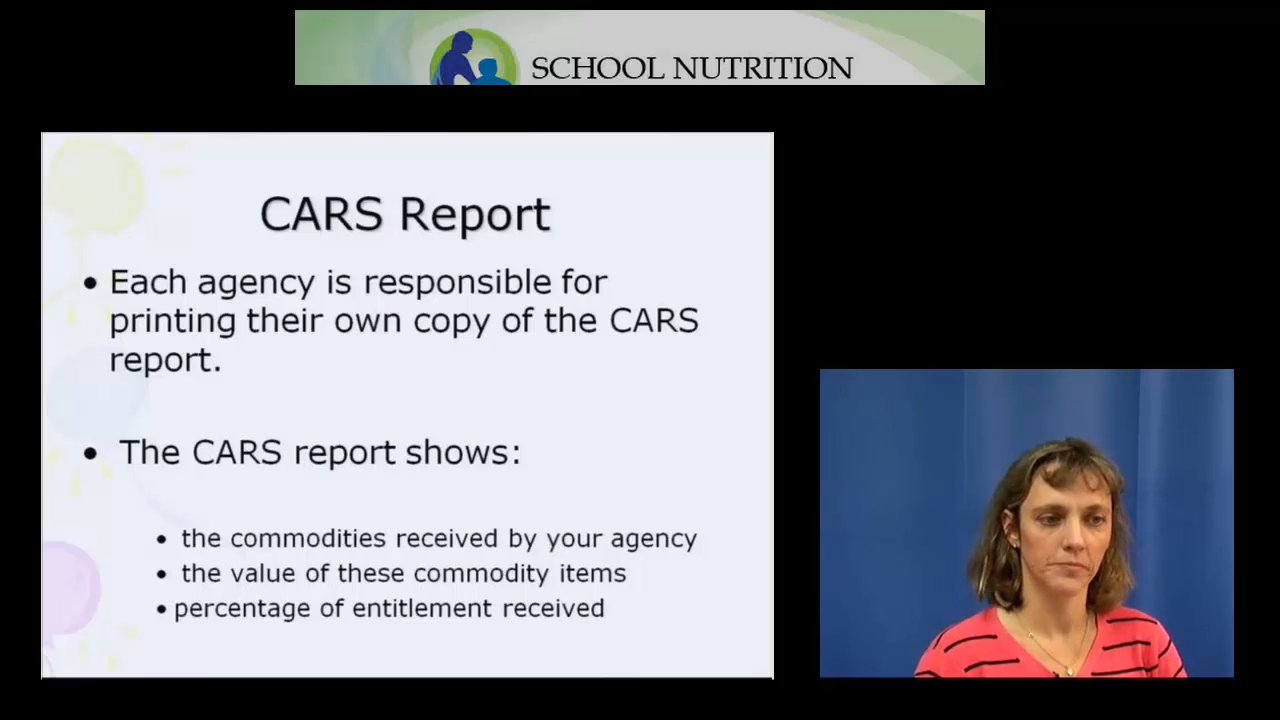 SCHOOL NUTRITION
CARS Report
• Each agency is responsible for
printing their own copy of the CARS
report.
• The CARS report shows:
• the commodities received by your agency
• the value of these commodity items
• percentage of entitlement received